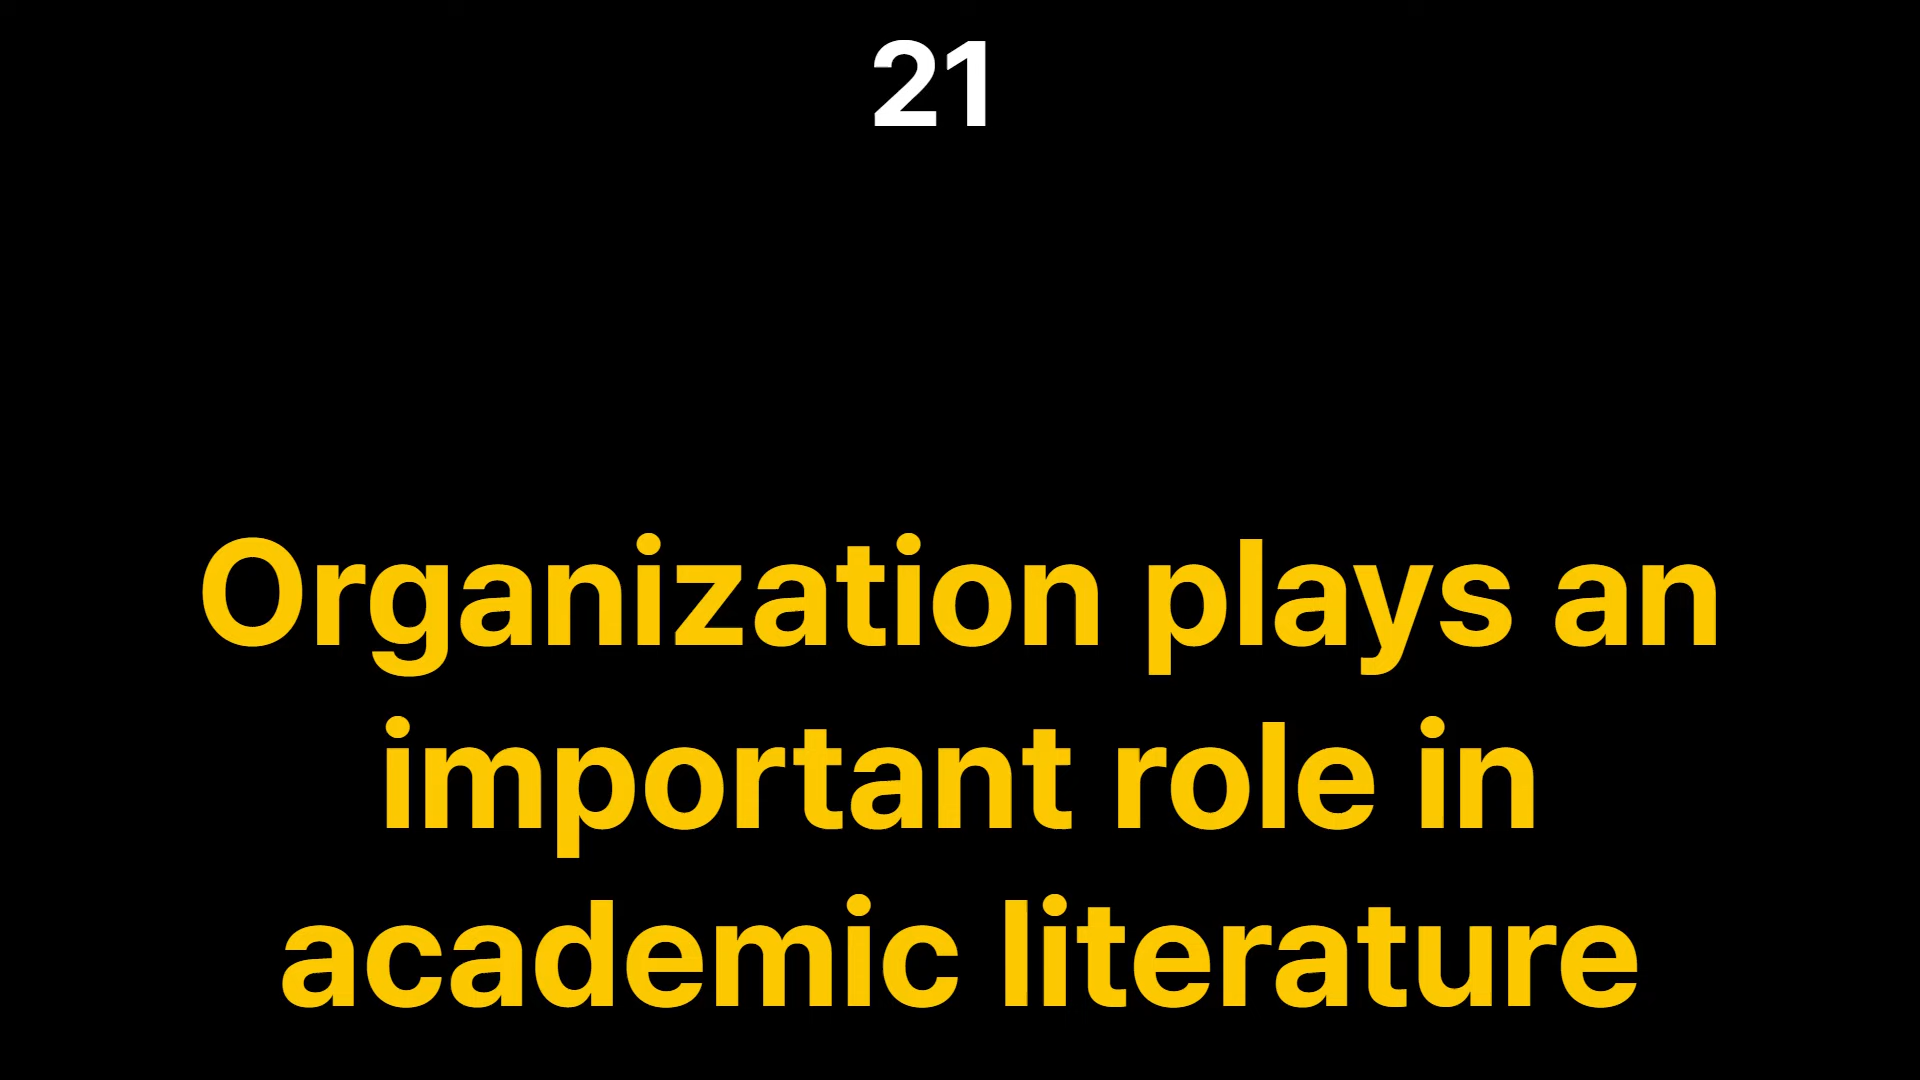 21
Organization plays an
important role in
academic literature